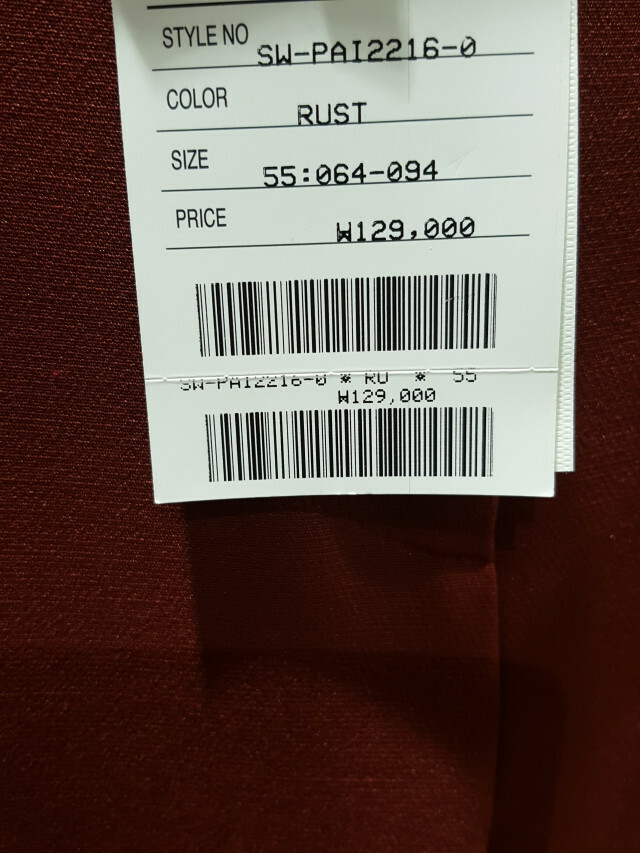 STYLE NO SW-PAI2216-0
COLOR RUST
SIZE 55:064-094
PRICE ₩129,000
SW-PAI2216-0 * RU * 55
₩129,000